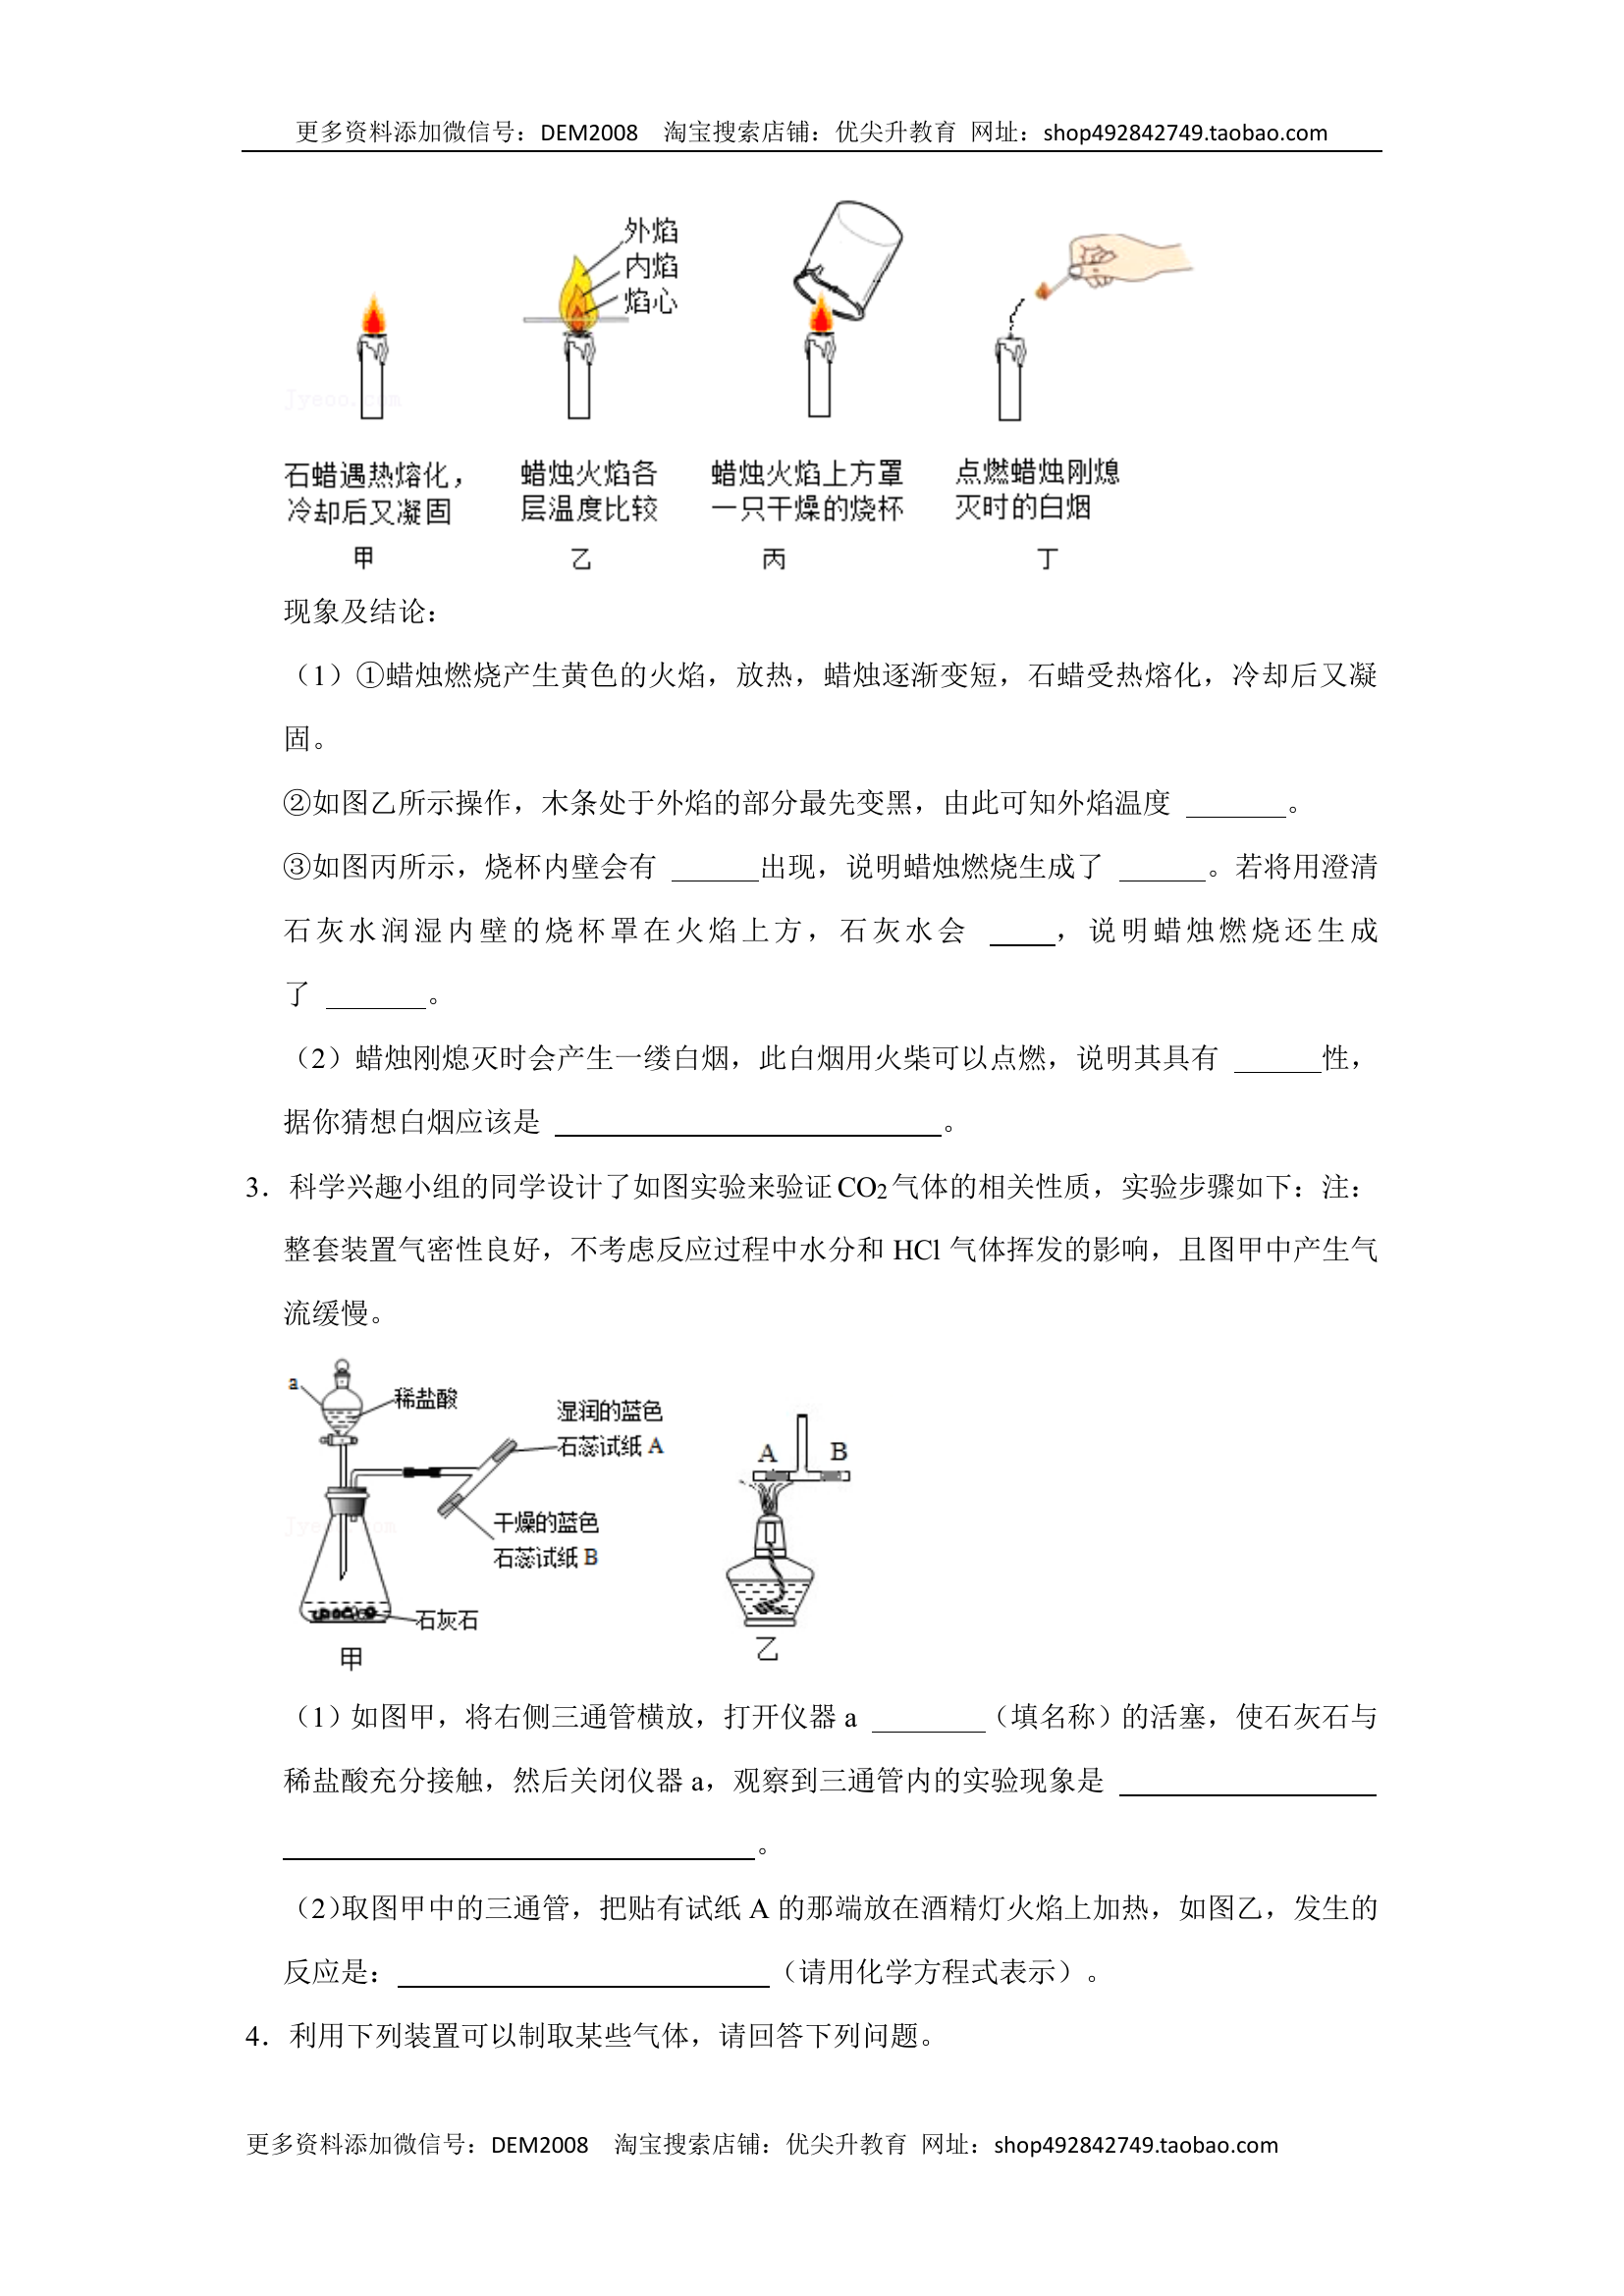 更多资料添加微信号：DEM2008 淘宝搜索店铺：优尖升教育 网址：shop492842749.taobao.com
外焰
内焰
焰心
Jyeoo.com
石蜡遇热熔化，
冷却后又凝固
甲
蜡烛火焰各
层温度比较
乙
蜡烛火焰上方罩
一只干燥的烧杯
丙
点燃蜡烛刚熄
灭时的白烟
丁
现象及结论：
（1）①蜡烛燃烧产生黄色的火焰，放热，蜡烛逐渐变短，石蜡受热熔化，冷却后又凝
固。
②如图乙所示操作，木条处于外焰的部分最先变黑，由此可知外焰温度 _______。
③如图丙所示，烧杯内壁会有 ______出现，说明蜡烛燃烧生成了 ______。若将用澄清
石灰水润湿内壁的烧杯罩在火焰上方，石灰水会 ____，说明蜡烛燃烧还生成
了 _______。
（2）蜡烛刚熄灭时会产生一缕白烟，此白烟用火柴可以点燃，说明其具有 ______性，
据你猜想白烟应该是 ___________________________。
3．科学兴趣小组的同学设计了如图实验来验证 CO2 气体的相关性质，实验步骤如下：注：
整套装置气密性良好，不考虑反应过程中水分和 HCl 气体挥发的影响，且图甲中产生气
流缓慢。
a
稀盐酸
湿润的蓝色
石蕊试纸 A
干燥的蓝色
石蕊试纸 B
石灰石
甲
A B
乙
（1）如图甲，将右侧三通管横放，打开仪器 a ________（填名称）的活塞，使石灰石与
稀盐酸充分接触，然后关闭仪器 a，观察到三通管内的实验现象是 __________________
_________________________________。
（2）取图甲中的三通管，把贴有试纸 A 的那端放在酒精灯火焰上加热，如图乙，发生的
反应是：__________________________（请用化学方程式表示）。
4．利用下列装置可以制取某些气体，请回答下列问题。
更多资料添加微信号：DEM2008 淘宝搜索店铺：优尖升教育 网址：shop492842749.taobao.com